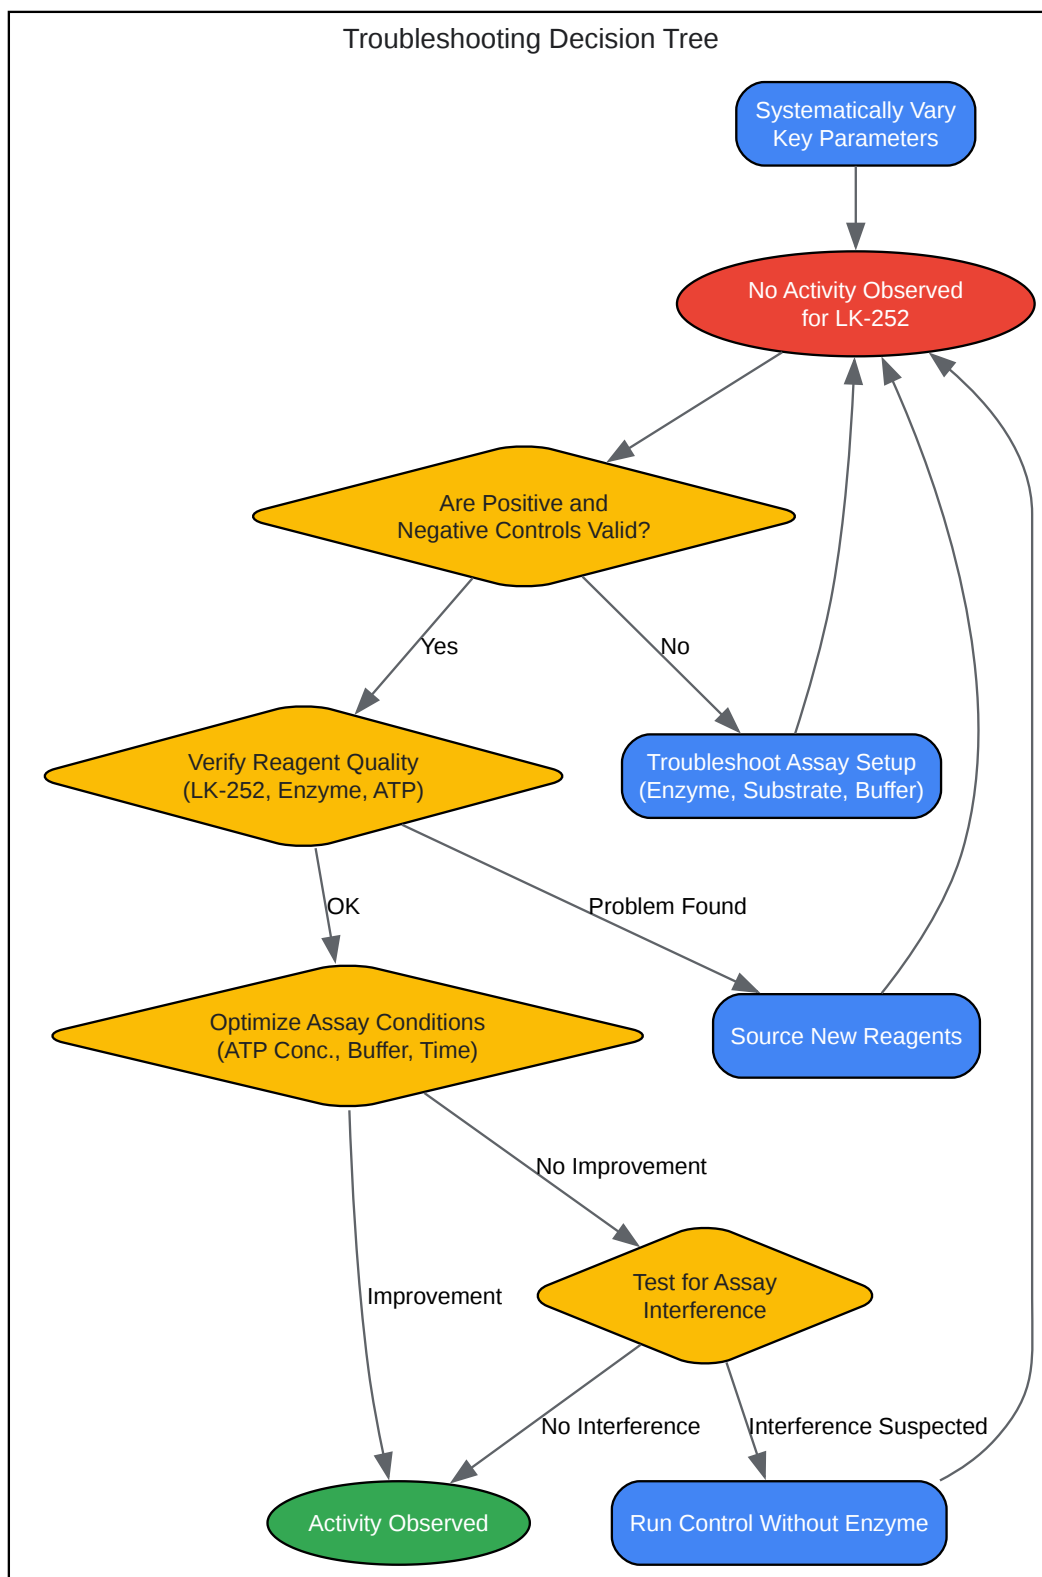 Troubleshooting Decision Tree
Systematically Vary
Key Parameters
No Activity Observed
for LK-252
Are Positive and
Negative Controls Valid?
Yes
No
Verify Reagent Quality
(LK-252, Enzyme, ATP)
Troubleshoot Assay Setup
(Enzyme, Substrate, Buffer)
OK
Problem Found
Optimize Assay Conditions
(ATP Conc., Buffer, Time)
Source New Reagents
No Improvement
Improvement
Test for Assay
Interference
No Interference
Interference Suspected
Activity Observed
Run Control Without Enzyme